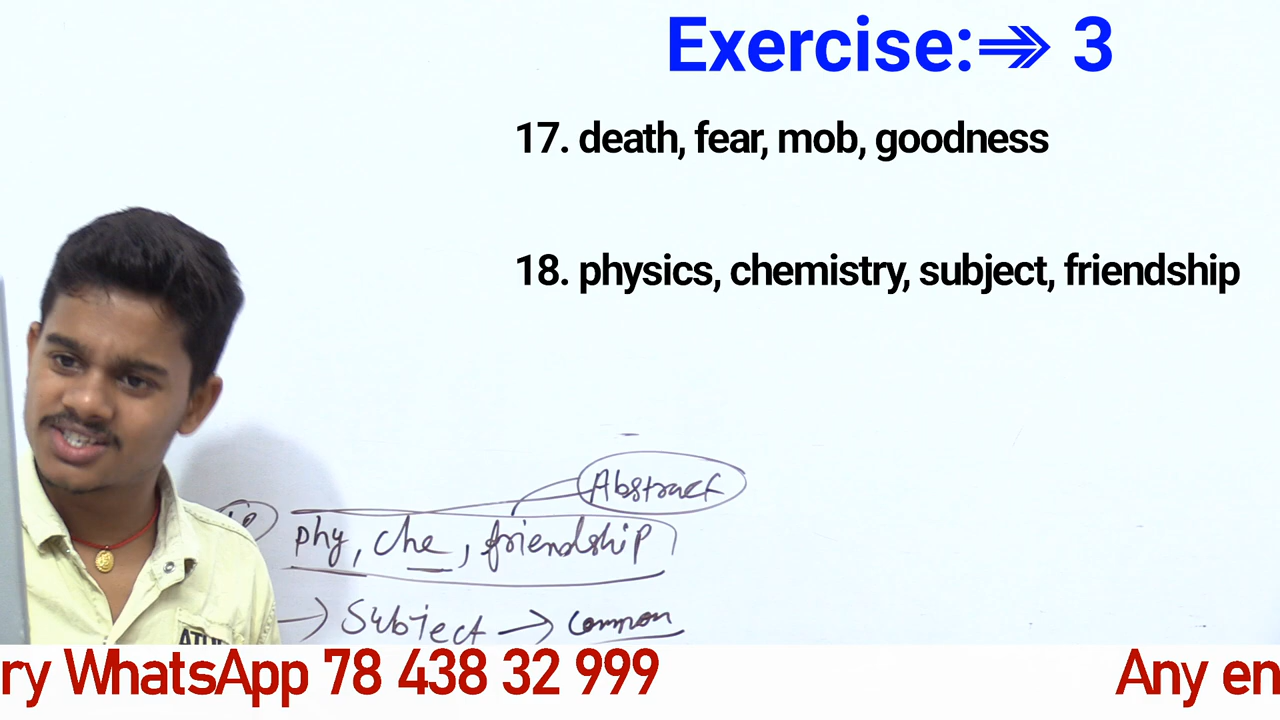 Exercise:⇛ 3
17. death, fear, mob, goodness
18. physics, chemistry, subject, friendship
Abstract
phy, che, friendship
→ Subject → Common
ry WhatsApp 78 438 32 999 Any en